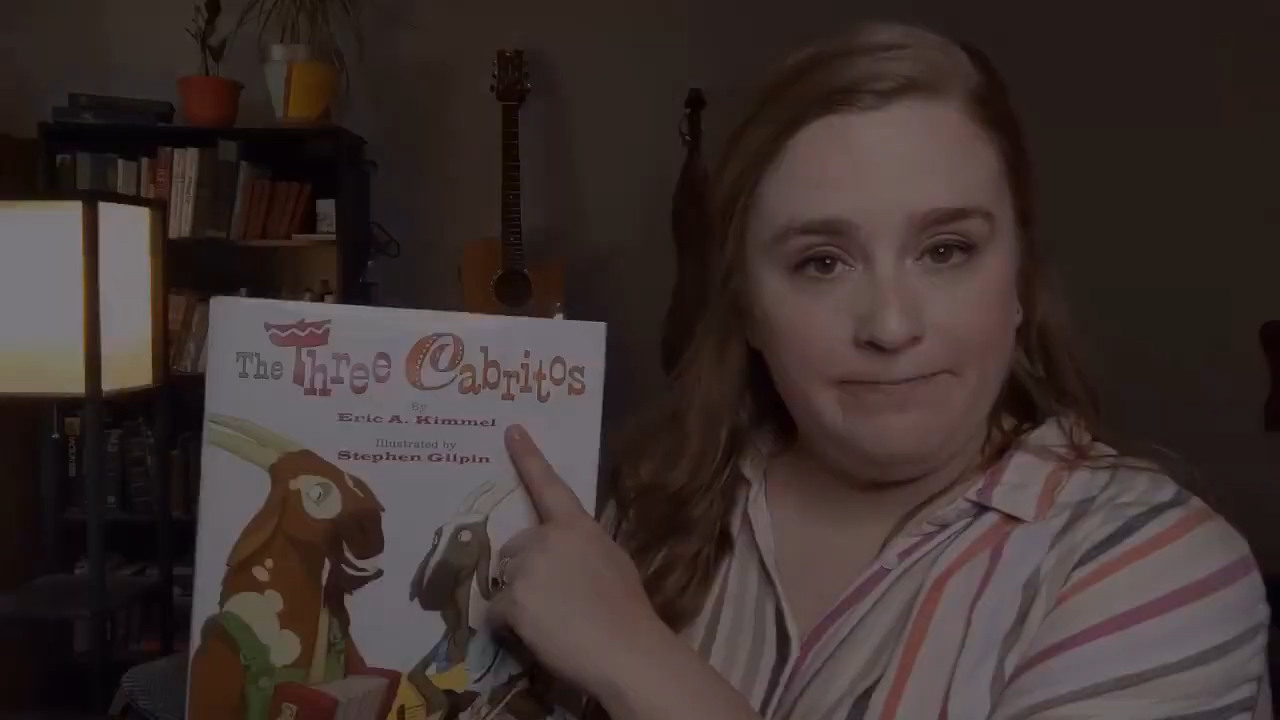 The Three Cabritos
By
Eric A. Kimmel
Illustrated by
Stephen Gilpin